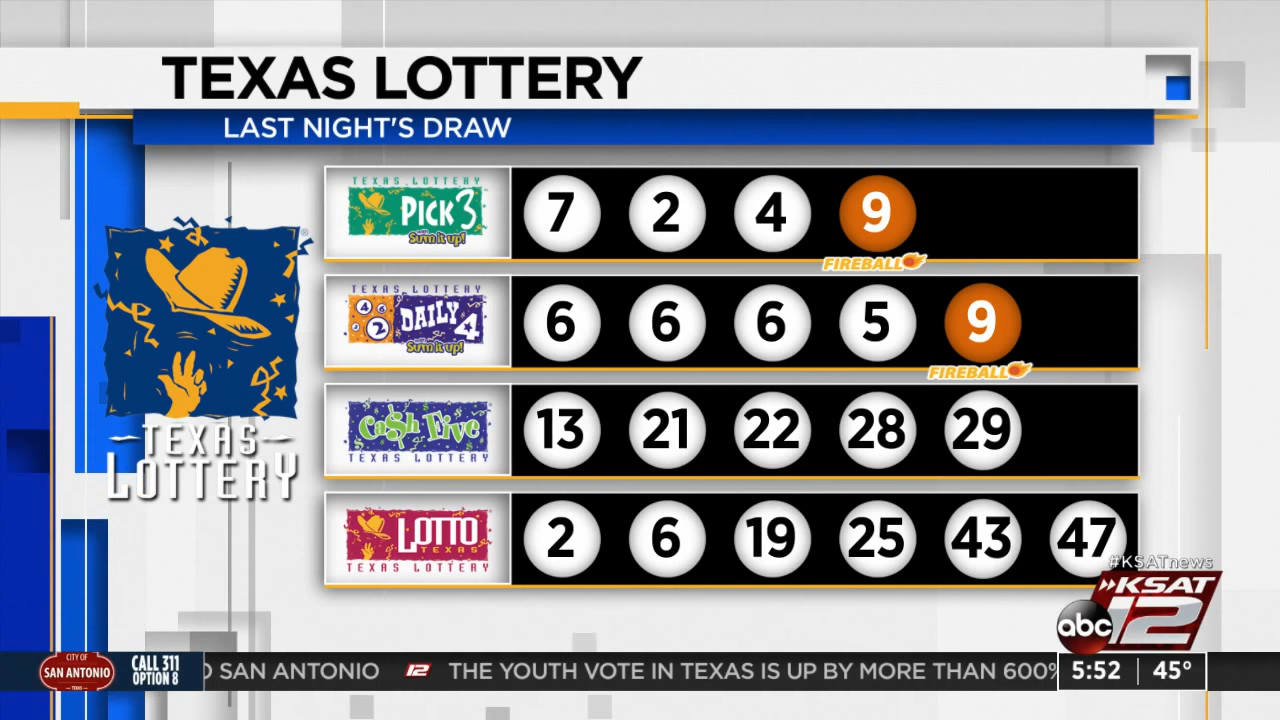 TEXAS LOTTERY
LAST NIGHT'S DRAW
TEXAS LOTTERY
PICK 3
Sum it up!
7 2 4 9
FIREBALL
TEXAS LOTTERY
4 6 2
DAILY 4
Sum it up!
6 6 6 5 9
FIREBALL
Ca$h Five
TEXAS LOTTERY
13 21 22 28 29
LOTTO
TEXAS
TEXAS LOTTERY
2 6 19 25 43 47
®
TEXAS
LOTTERY
#KSATnews
KSAT
abc 12
CITY OF
SAN ANTONIO
TEXAS
CALL 311
OPTION 8
SAN ANTONIO 12 THE YOUTH VOTE IN TEXAS IS UP BY MORE THAN 600%
5:52 45°